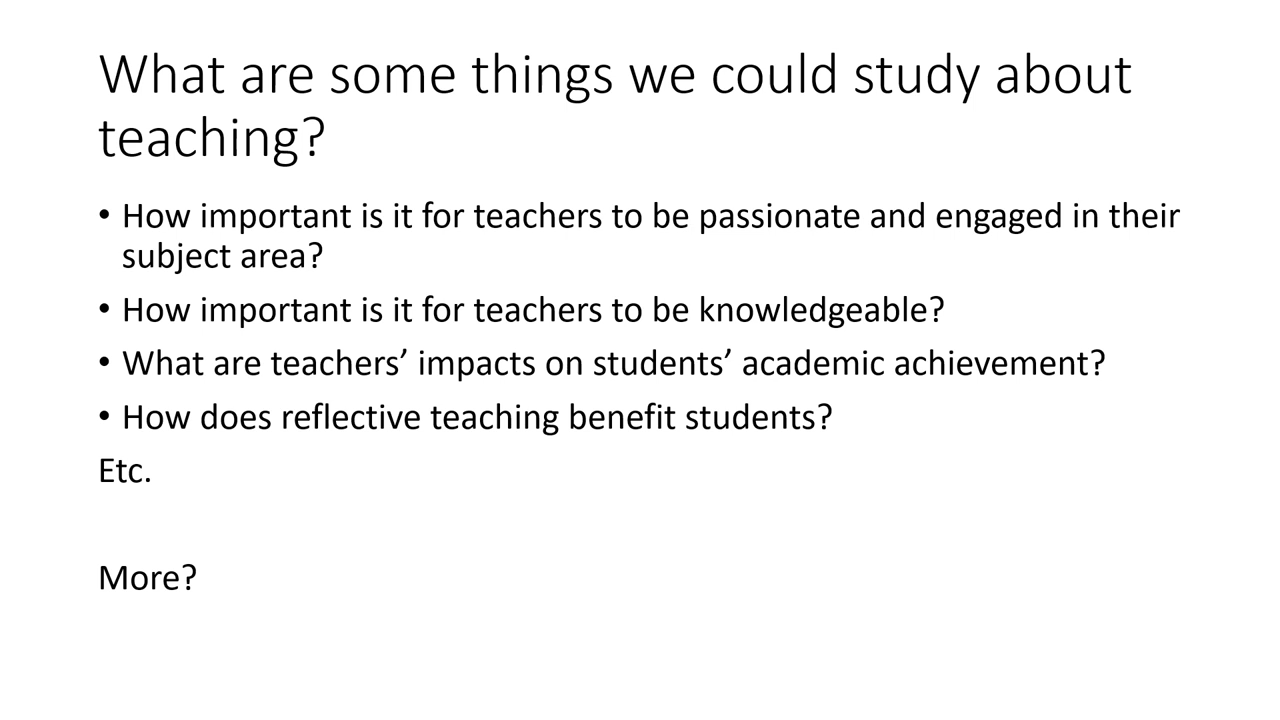 What are some things we could study about
teaching?
• How important is it for teachers to be passionate and engaged in their
subject area?
• How important is it for teachers to be knowledgeable?
• What are teachers’ impacts on students’ academic achievement?
• How does reflective teaching benefit students?
Etc.
More?